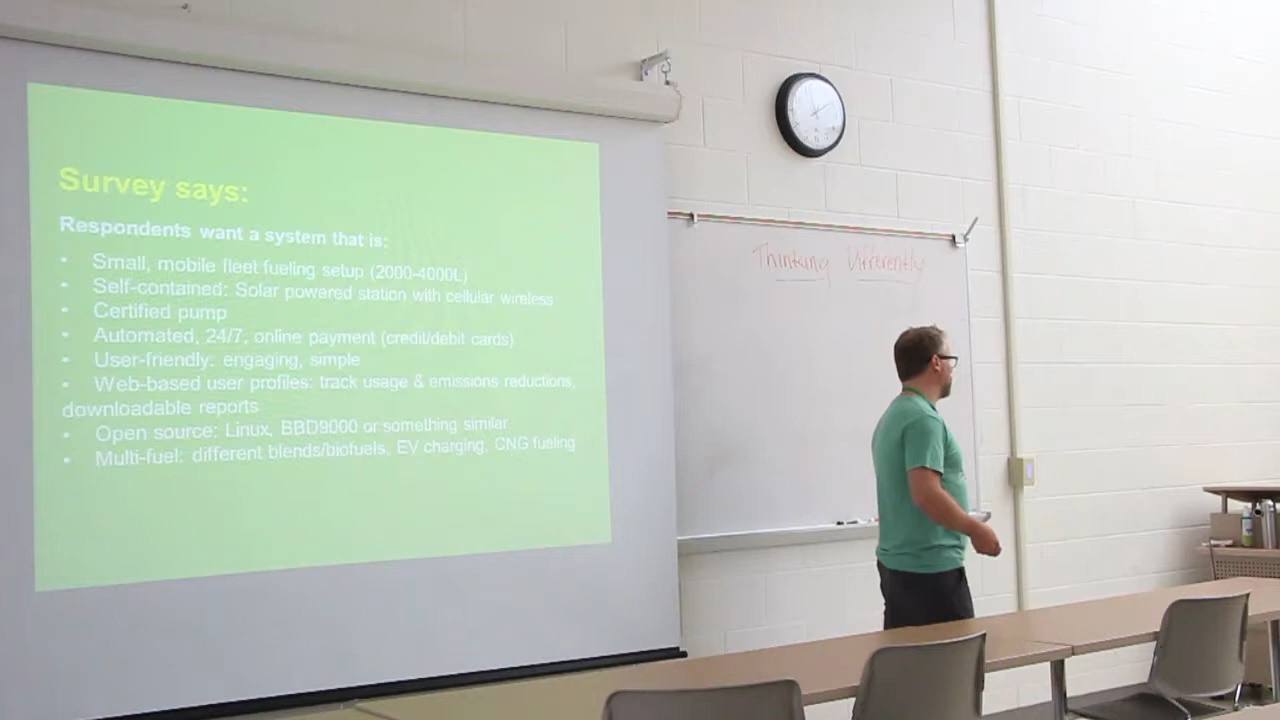 Survey says:
Respondents want a system that is:
• Small, mobile fleet fueling setup (2000-4000L)
• Self-contained: Solar powered station with cellular wireless
• Certified pump
• Automated, 24/7, online payment (credit/debit cards)
• User-friendly: engaging, simple
• Web-based user profiles: track usage & emissions reductions,
downloadable reports
• Open source: Linux, BBD9000 or something similar
• Multi-fuel: different blends/biofuels, EV charging, CNG fueling
Thinking Differently